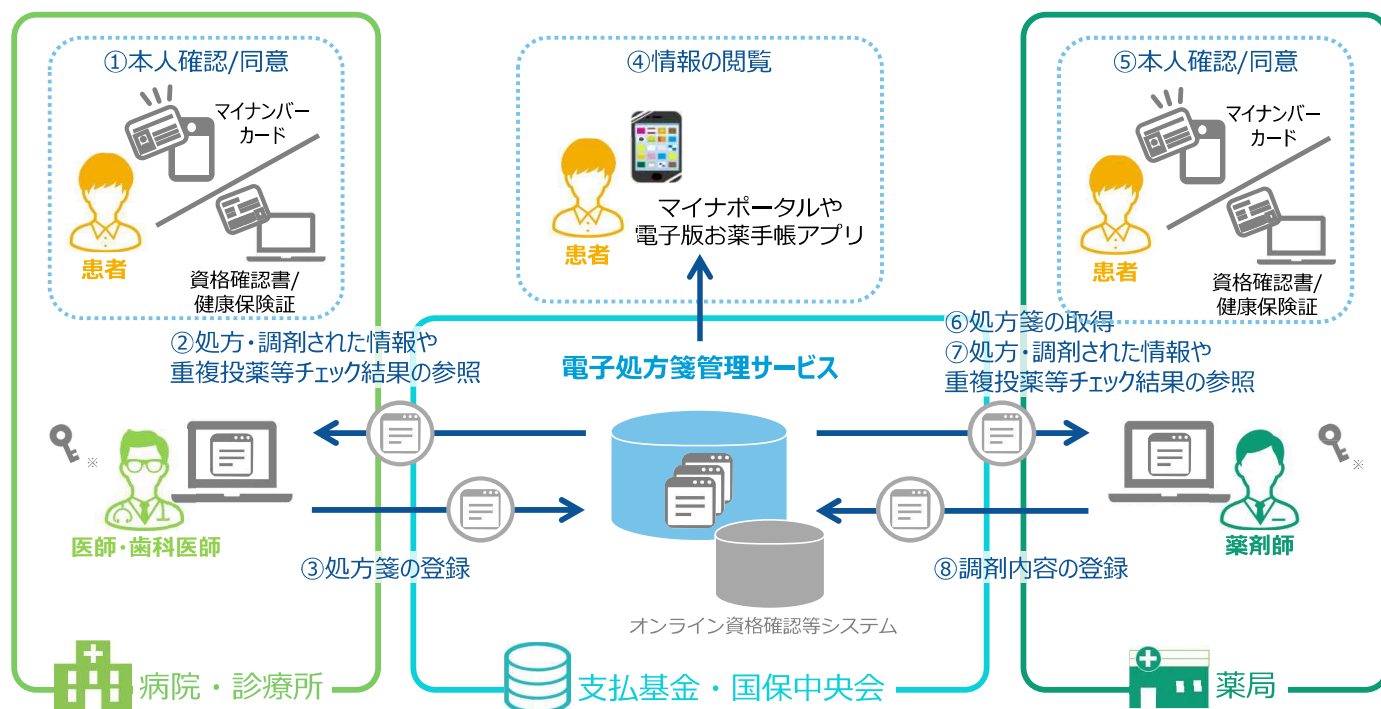 ①本人確認/同意
マイナンバー
カード
患者
資格確認書/
健康保険証
②処方・調剤された情報や
重複投薬等チェック結果の参照
※
医師・歯科医師
③処方箋の登録
病院・診療所
④情報の閲覧
マイナポータルや
電子版お薬手帳アプリ
患者
電子処方箋管理サービス
オンライン資格確認等システム
支払基金・国保中央会
⑤本人確認/同意
マイナンバー
カード
患者
資格確認書/
健康保険証
⑥処方箋の取得
⑦処方・調剤された情報や
重複投薬等チェック結果の参照
※
薬剤師
⑧調剤内容の登録
薬局